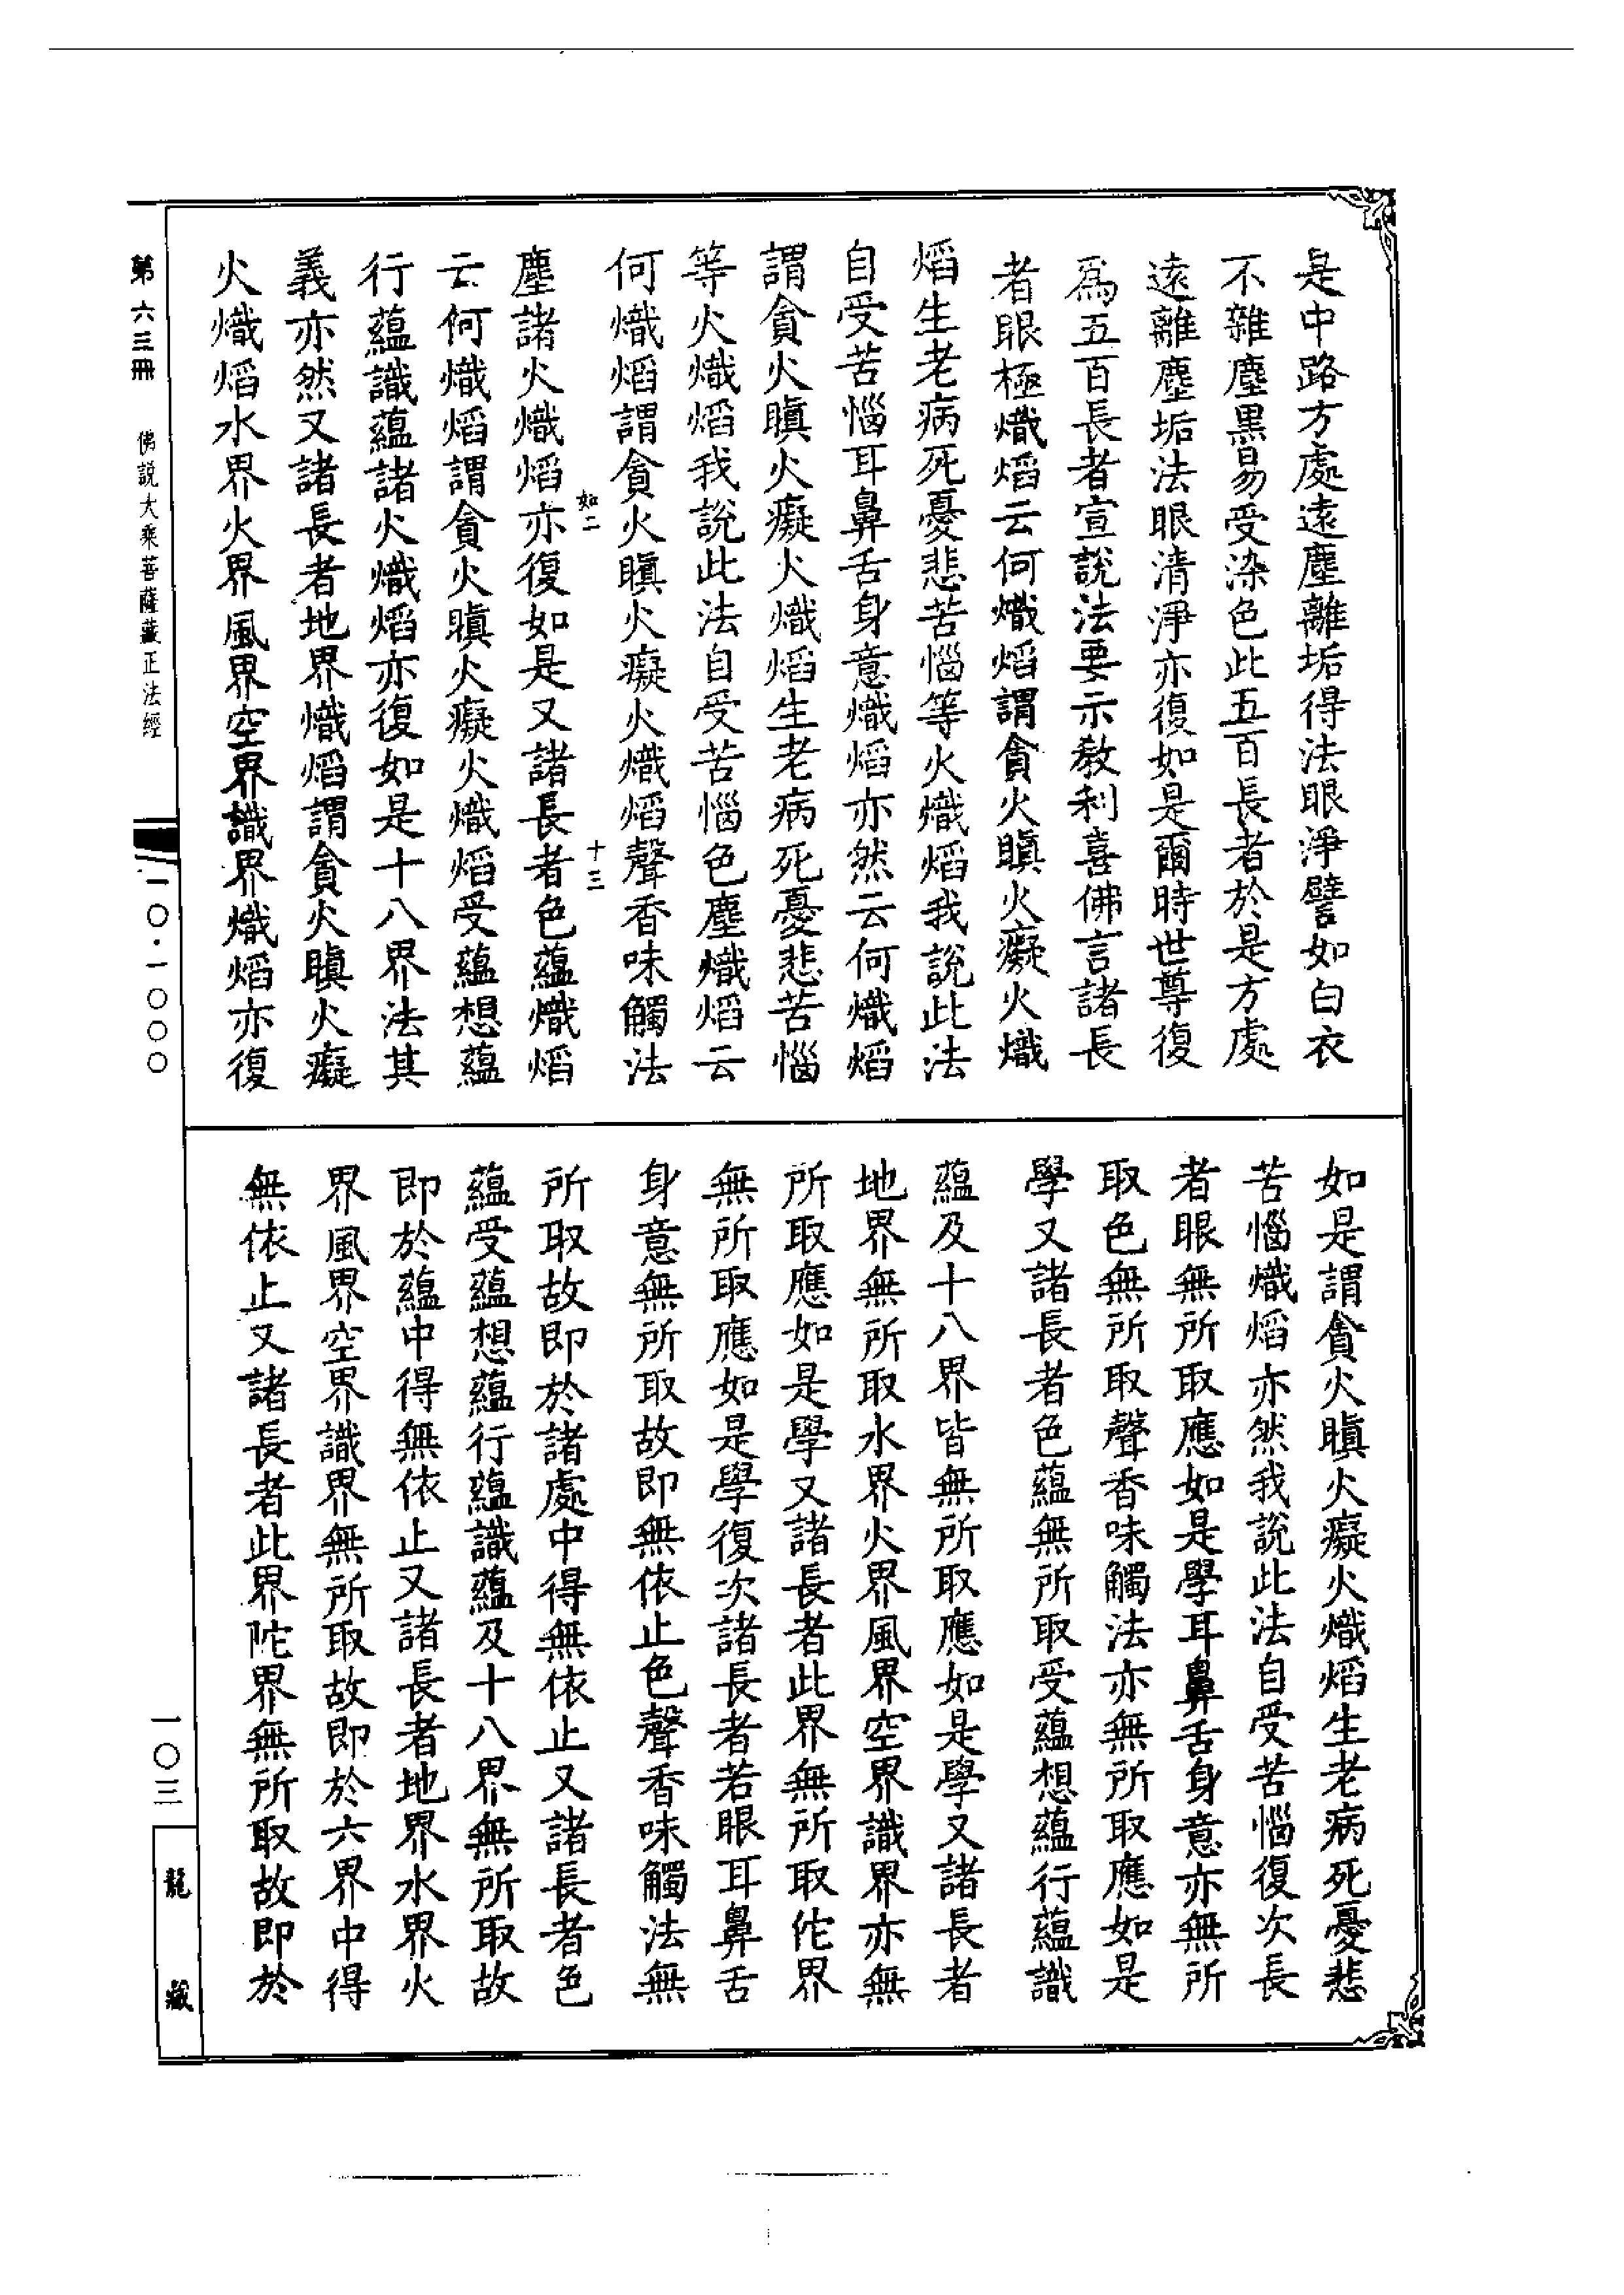 是中路方處遠塵離垢得法眼淨譬如白衣
不雜塵黑易受染色此五百長者於是方處
遠離塵垢法眼清淨亦復如是爾時世尊復
爲五百長者宣說法要示教利喜佛言諸長
者眼極熾熖云何熾熖謂貪火瞋火癡火熾
熖生老病死憂悲苦惱等火熾熖我說此法
自受苦惱耳鼻舌身意熾熖亦然云何熾熖
謂貪火瞋火癡火熾熖生老病死憂悲苦惱
等火熾熖我說此法自受苦惱色塵熾熖云
何熾熖謂貪火瞋火癡火熾熖聲香味觸法
如二 十三
塵諸火熾熖亦復如是又諸長者色蘊熾熖
云何熾熖謂貪火瞋火癡火熾熖受蘊想蘊
行蘊識蘊諸火熾熖亦復如是十八界法其
義亦然又諸長者地界熾熖謂貪火瞋火癡
火熾熖水界火界風界空界識界熾熖亦復
如是謂貪火瞋火癡火熾熖生老病死憂悲
苦惱熾熖亦然我說此法自受苦惱復次長
者眼無所取應如是學耳鼻舌身意亦無所
取色無所取聲香味觸法亦無所取應如是
學又諸長者色蘊無所取受蘊想蘊行蘊識
蘊及十八界皆無所取應如是學又諸長者
地界無所取水界火界風界空界識界亦無
所取應如是學又諸長者此界無所取佗界
無所取應如是學復次諸長者若眼耳鼻舌
身意無所取故即無依止色聲香味觸法無
所取故即於諸處中得無依止又諸長者色
蘊受蘊想蘊行蘊識蘊及十八界無所取故
即於蘊中得無依止又諸長者地界水界火
界風界空界識界無所取故即於六界中得
無依止又諸長者此界陀界無所取故即於
第六三冊 佛說大乘菩薩藏正法經
一〇·一〇〇〇
一〇三
龍藏